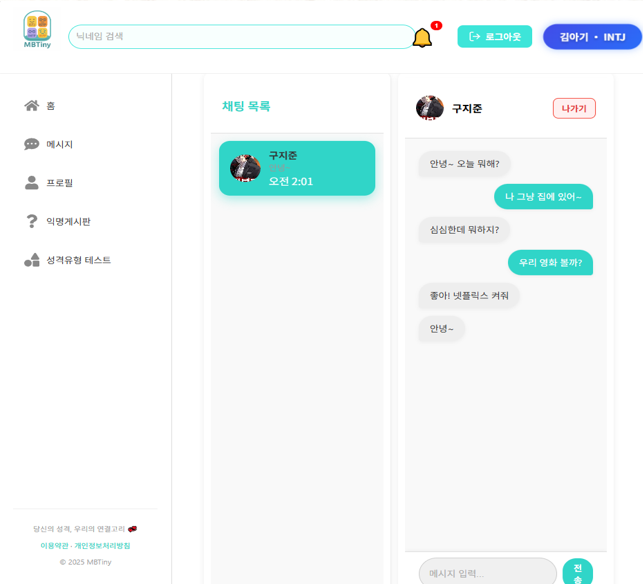 MBTiny
닉네임 검색
1
로그아웃
김아기 • INTJ
홈
메시지
프로필
익명게시판
성격유형 테스트
당신의 성격, 우리의 연결고리
이용약관 · 개인정보처리방침
© 2025 MBTiny
채팅 목록
구지준
오전 2:01
구지준
나가기
안녕~ 오늘 뭐해?
나 그냥 집에 있어~
심심한데 뭐하지?
우리 영화 볼까?
좋아! 넷플릭스 켜줘
안녕~
메시지 입력...
전
송